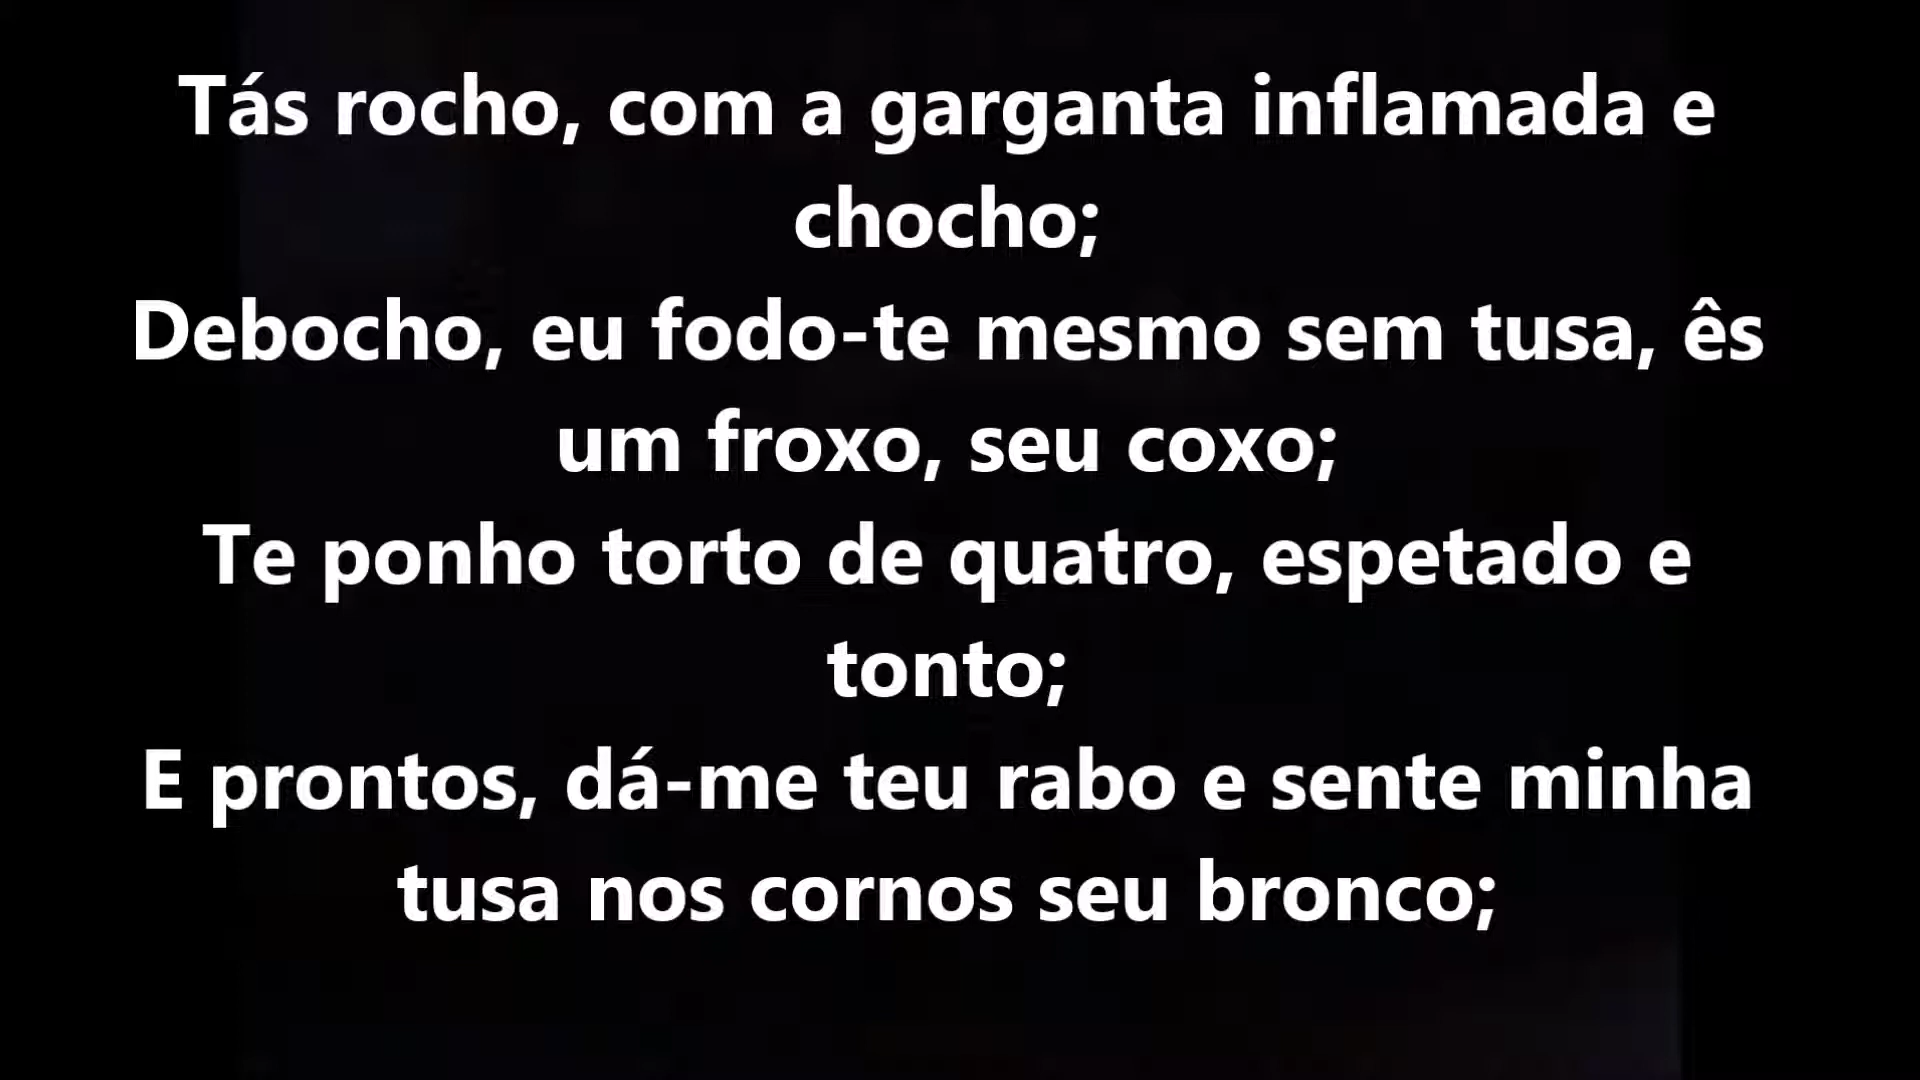 Tás rocho, com a garganta inflamada e
chocho;
Debocho, eu fodo-te mesmo sem tusa, ês
um froxo, seu coxo;
Te ponho torto de quatro, espetado e
tonto;
E prontos, dá-me teu rabo e sente minha
tusa nos cornos seu bronco;